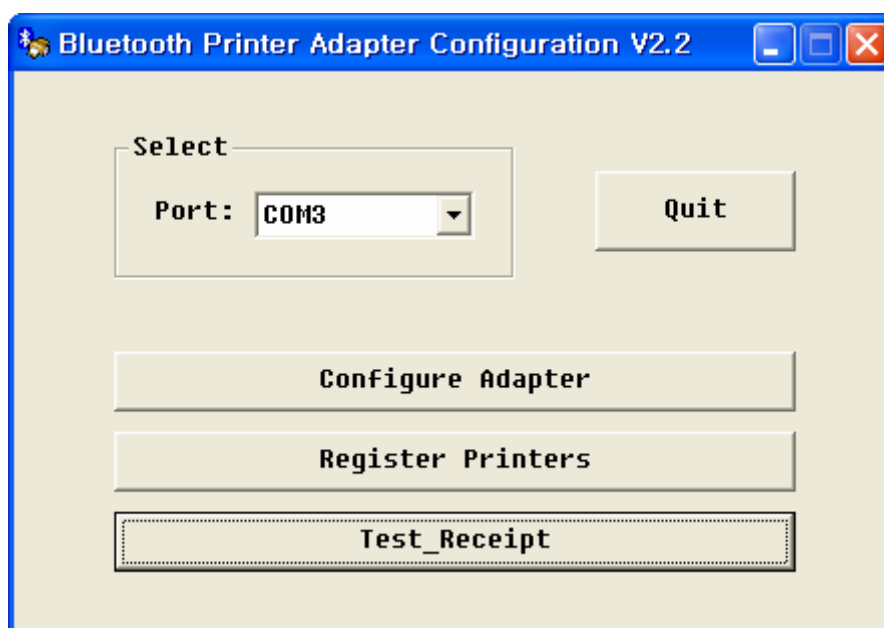 Bluetooth Printer Adapter Configuration V2.2
Select
Port: COM3
Quit
Configure Adapter
Register Printers
Test_Receipt